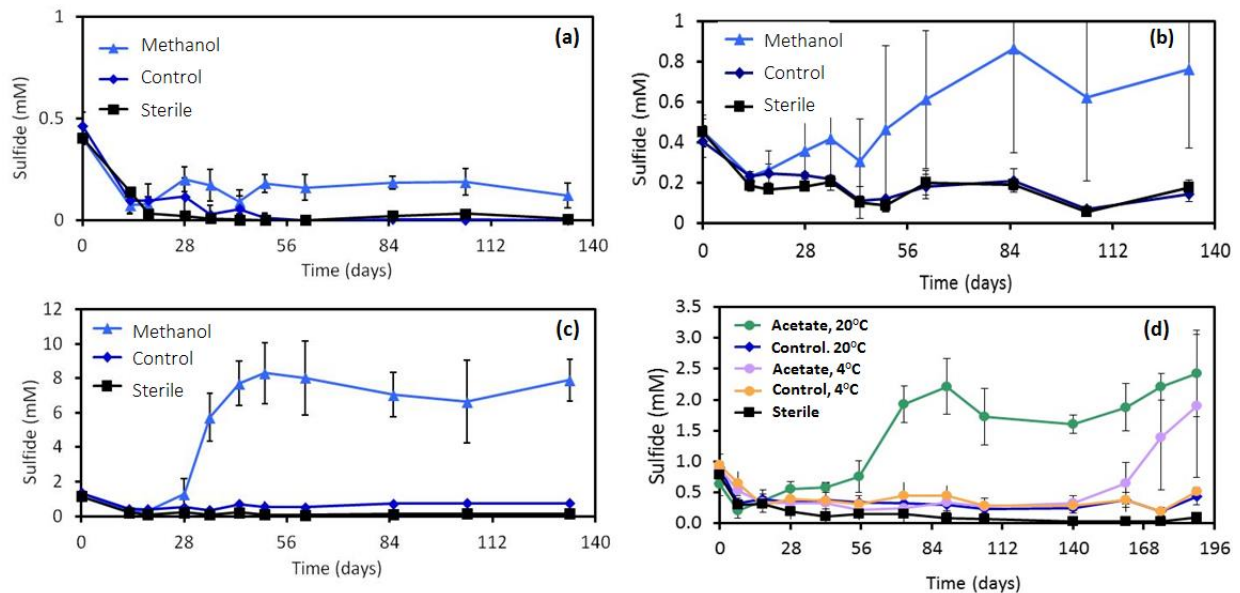 1
(a)
Methanol
Control
Sterile
Sulfide (mM)
0.5
0
0 28 56 84 112 140
Time (days)
1
(b)
Methanol
0.8
Control
Sterile
0.6
Sulfide (mM)
0.4
0.2
0
0 28 56 84 112 140
Time (days)
12
(c)
Methanol
10
Control
8
Sterile
Sulfide (mM)
6
4
2
0
0 28 56 84 112 140
Time (days)
3.5
(d)
Acetate, 20°C
3.0
Control. 20°C
2.5
Acetate, 4°C
Control, 4°C
2.0
Sterile
Sulfide (mM)
1.5
1.0
0.5
0.0
0 28 56 84 112 140 168 196
Time (days)